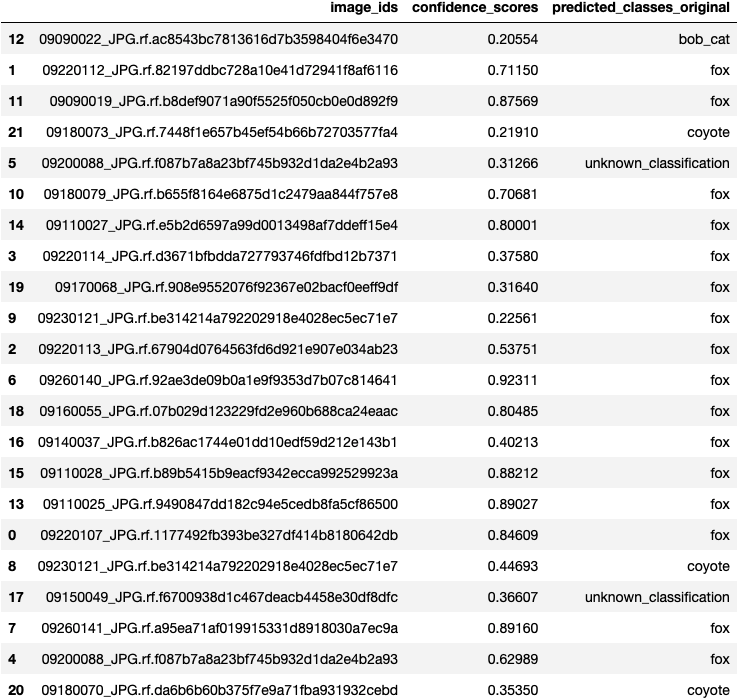 image_ids confidence_scores predicted_classes_original
12 09090022_JPG.rf.ac8543bc7813616d7b3598404f6e3470 0.20554 bob_cat
1 09220112_JPG.rf.82197ddbc728a10e41d72941f8af6116 0.71150 fox
11 09090019_JPG.rf.b8def9071a90f5525f050cb0e0d892f9 0.87569 fox
21 09180073_JPG.rf.7448f1e657b45ef54b66b72703577fa4 0.21910 coyote
5 09200088_JPG.rf.f087b7a8a23bf745b932d1da2e4b2a93 0.31266 unknown_classification
10 09180079_JPG.rf.b655f8164e6875d1c2479aa844f757e8 0.70681 fox
14 09110027_JPG.rf.e5b2d6597a99d0013498af7ddeff15e4 0.80001 fox
3 09220114_JPG.rf.d3671bfbdda727793746fdfbd12b7371 0.37580 fox
19 09170068_JPG.rf.908e9552076f92367e02bacf0eeff9df 0.31640 fox
9 09230121_JPG.rf.be314214a792202918e4028ec5ec71e7 0.22561 fox
2 09220113_JPG.rf.67904d0764563fd6d921e907e034ab23 0.53751 fox
6 09260140_JPG.rf.92ae3de09b0a1e9f9353d7b07c814641 0.92311 fox
18 09160055_JPG.rf.07b029d123229fd2e960b688ca24eaac 0.80485 fox
16 09140037_JPG.rf.b826ac1744e01dd10edf59d212e143b1 0.40213 fox
15 09110028_JPG.rf.b89b5415b9eacf9342ecca992529923a 0.88212 fox
13 09110025_JPG.rf.9490847dd182c94e5cedb8fa5cf86500 0.89027 fox
0 09220107_JPG.rf.1177492fb393be327df414b8180642db 0.84609 fox
8 09230121_JPG.rf.be314214a792202918e4028ec5ec71e7 0.44693 coyote
17 09150049_JPG.rf.f6700938d1c467deacb4458e30df8dfc 0.36607 unknown_classification
7 09260141_JPG.rf.a95ea71af019915331d8918030a7ec9a 0.89160 fox
4 09200088_JPG.rf.f087b7a8a23bf745b932d1da2e4b2a93 0.62989 fox
20 09180070_JPG.rf.da6b6b60b375f7e9a71fba931932cebd 0.35350 coyote